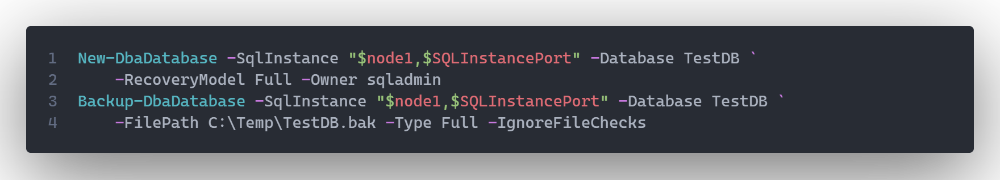 1 New-DbaDatabase -SqlInstance "$node1,$SQLInstancePort" -Database TestDB `
2     -RecoveryModel Full -Owner sqladmin
3 Backup-DbaDatabase -SqlInstance "$node1,$SQLInstancePort" -Database TestDB `
4     -FilePath C:\Temp\TestDB.bak -Type Full -IgnoreFileChecks